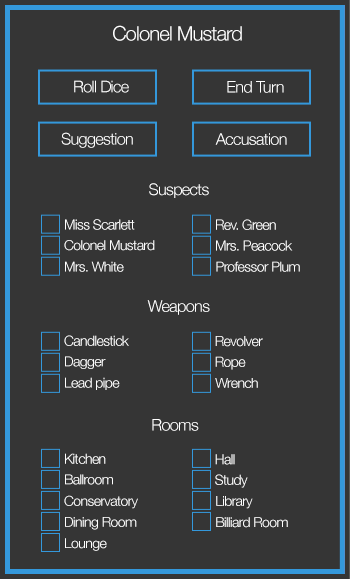 Colonel Mustard
Roll Dice
End Turn
Suggestion
Accusation
Suspects
Miss Scarlett
Rev. Green
Colonel Mustard
Mrs. Peacock
Mrs. White
Professor Plum
Weapons
Candlestick
Revolver
Dagger
Rope
Lead pipe
Wrench
Rooms
Kitchen
Hall
Ballroom
Study
Conservatory
Library
Dining Room
Billiard Room
Lounge